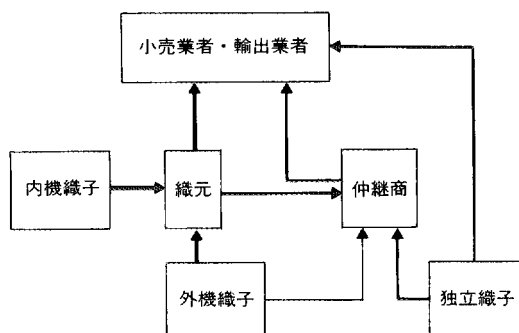 小売業者・輸出業者
内機織子
織元
仲継商
外機織子
独立織子